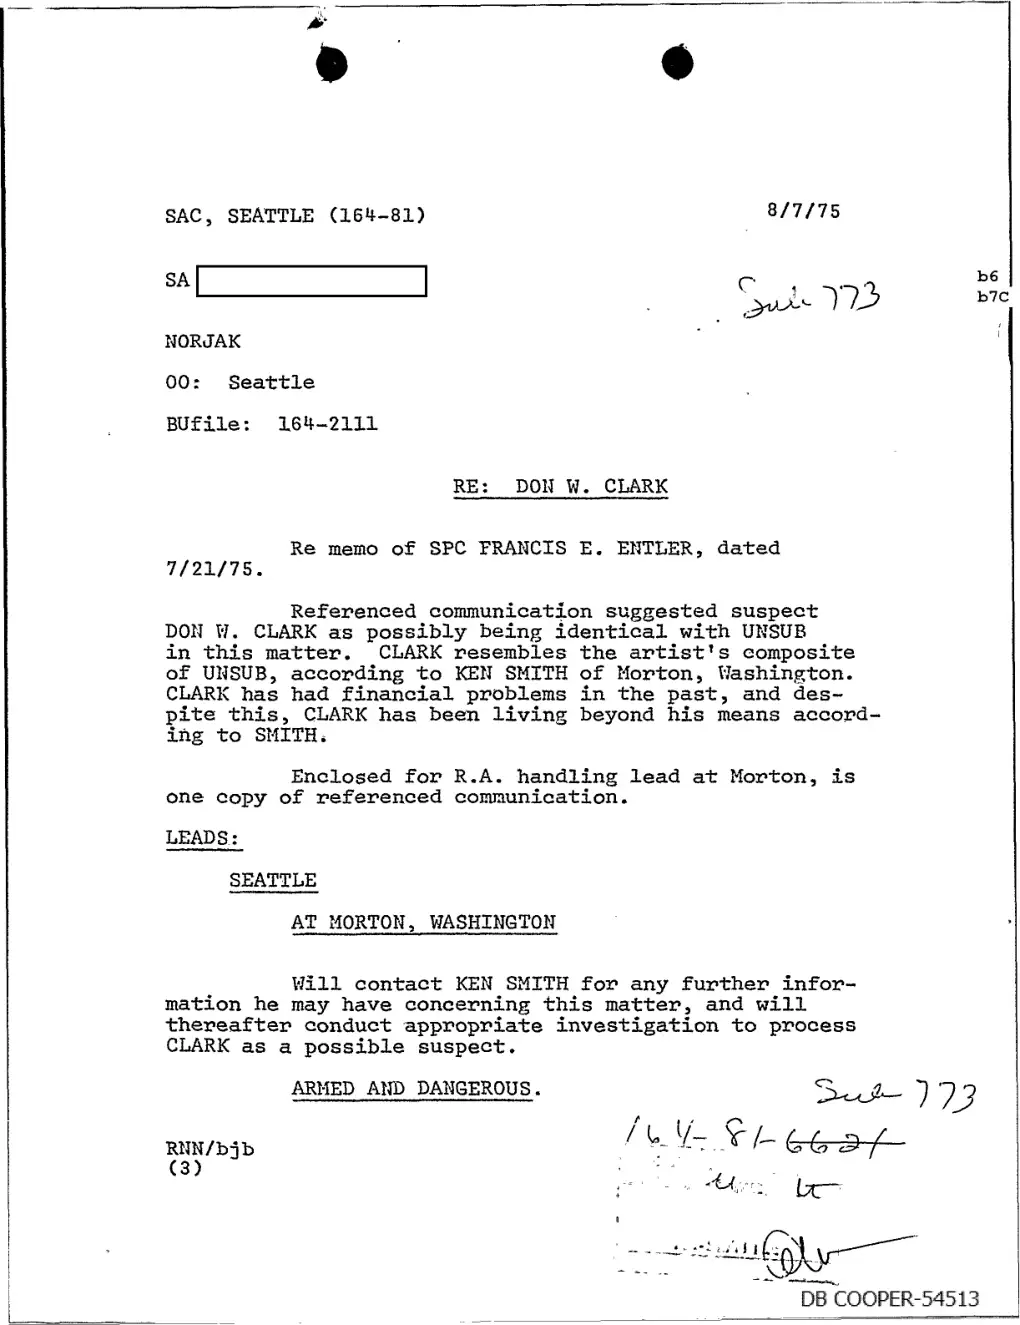 SAC, SEATTLE (164-81) 8/7/75
SA b6
Sub 773 b7C
NORJAK
OO: Seattle
BUfile: 164-2111
RE: DON W. CLARK
Re memo of SPC FRANCIS E. ENTLER, dated
7/21/75.
Referenced communication suggested suspect
DON W. CLARK as possibly being identical with UNSUB
in this matter. CLARK resembles the artist's composite
of UNSUB, according to KEN SMITH of Morton, Washington.
CLARK has had financial problems in the past, and des-
pite this, CLARK has been living beyond his means accord-
ing to SMITH.
Enclosed for R.A. handling lead at Morton, is
one copy of referenced communication.
LEADS:
SEATTLE
AT MORTON, WASHINGTON
Will contact KEN SMITH for any further infor-
mation he may have concerning this matter, and will
thereafter conduct appropriate investigation to process
CLARK as a possible suspect.
ARMED AND DANGEROUS.
Sub 773
164-81-6621
RNN/bjb
(3)
DB COOPER-54513